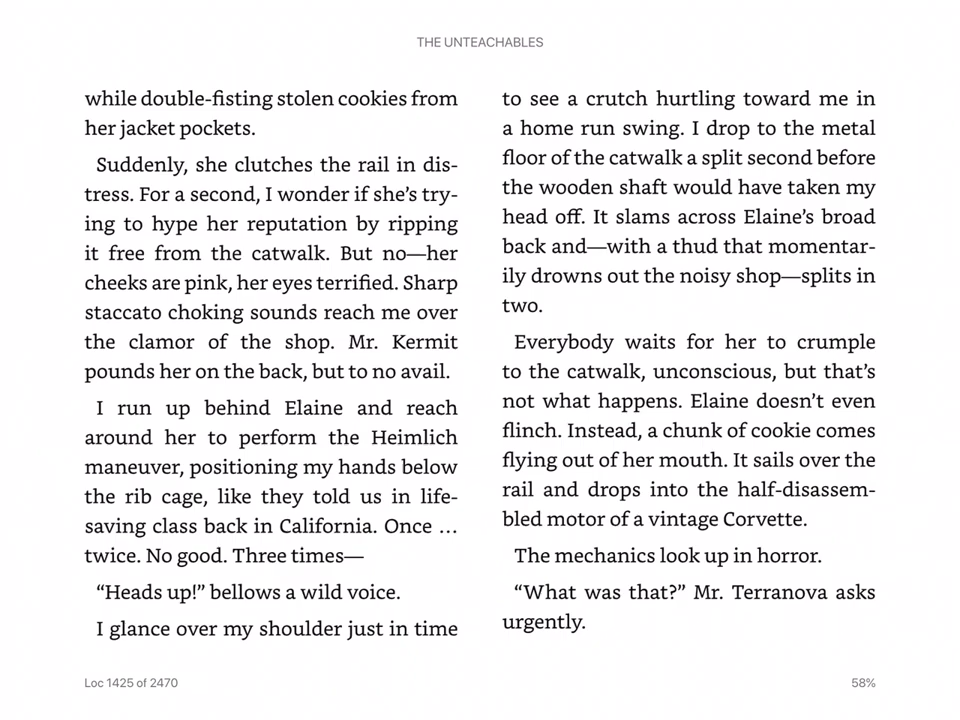 THE UNTEACHABLES
while double-fisting stolen cookies from
her jacket pockets.
Suddenly, she clutches the rail in dis-
tress. For a second, I wonder if she’s try-
ing to hype her reputation by ripping
it free from the catwalk. But no—her
cheeks are pink, her eyes terrified. Sharp
staccato choking sounds reach me over
the clamor of the shop. Mr. Kermit
pounds her on the back, but to no avail.
I run up behind Elaine and reach
around her to perform the Heimlich
maneuver, positioning my hands below
the rib cage, like they told us in life-
saving class back in California. Once …
twice. No good. Three times—
“Heads up!” bellows a wild voice.
I glance over my shoulder just in time
to see a crutch hurtling toward me in
a home run swing. I drop to the metal
floor of the catwalk a split second before
the wooden shaft would have taken my
head off. It slams across Elaine’s broad
back and—with a thud that momentar-
ily drowns out the noisy shop—splits in
two.
Everybody waits for her to crumple
to the catwalk, unconscious, but that’s
not what happens. Elaine doesn’t even
flinch. Instead, a chunk of cookie comes
flying out of her mouth. It sails over the
rail and drops into the half-disassem-
bled motor of a vintage Corvette.
The mechanics look up in horror.
“What was that?” Mr. Terranova asks
urgently.
Loc 1425 of 2470
58%